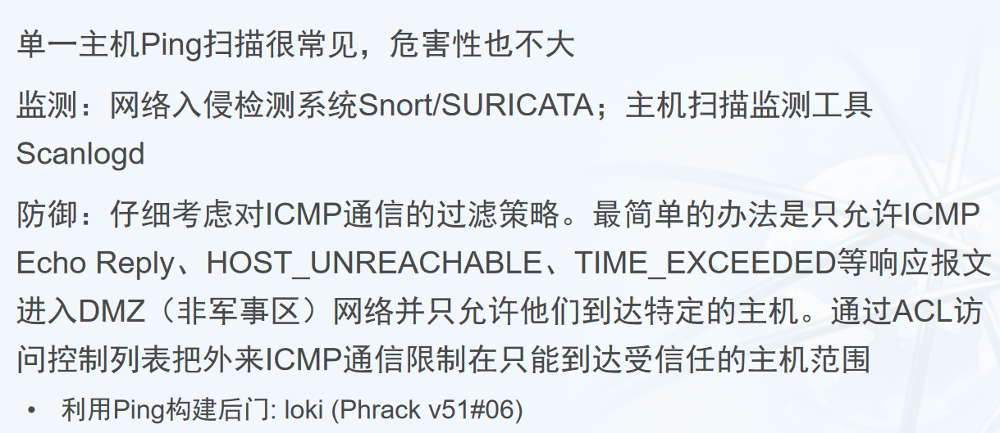 单一主机Ping扫描很常见，危害性也不大
监测：网络入侵检测系统Snort/SURICATA；主机扫描监测工具
Scanlogd
防御：仔细考虑对ICMP通信的过滤策略。最简单的办法是只允许ICMP
Echo Reply、HOST_UNREACHABLE、TIME_EXCEEDED等响应报文
进入DMZ（非军事区）网络并只允许他们到达特定的主机。通过ACL访
问控制列表把外来ICMP通信限制在只能到达受信任的主机范围
• 利用Ping构建后门: loki (Phrack v51#06)